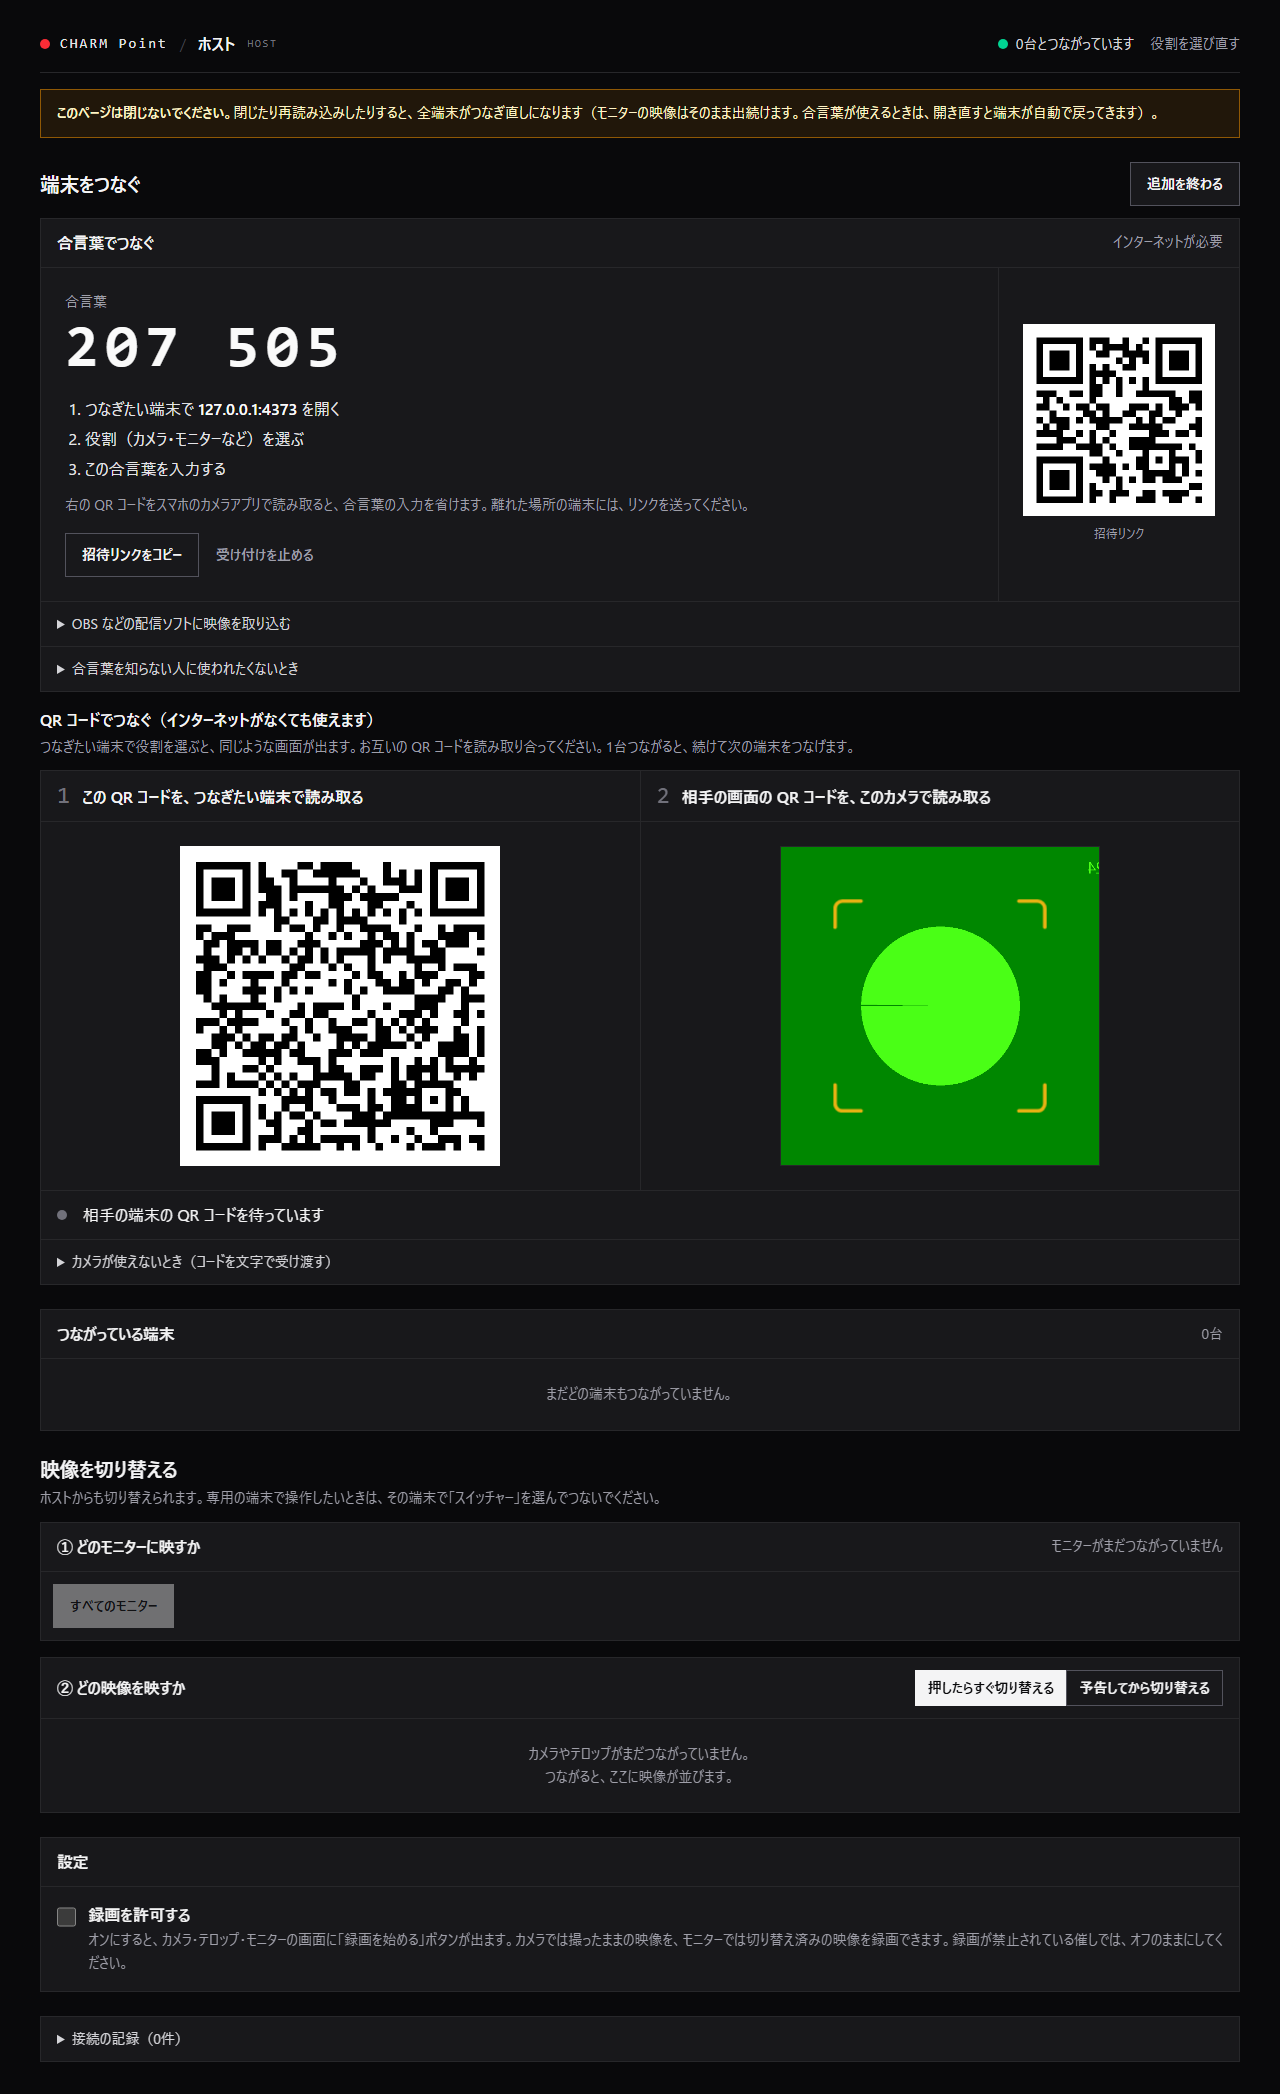 CHARM Point / ホスト HOST
0台とつながっています 役割を選び直す
このページは閉じないでください。閉じたり再読み込みしたりすると、全端末がつなぎ直しになります（モニターの映像はそのまま出続けます。合言葉が使えるときは、開き直すと端末が自動で戻ってきます）。
端末をつなぐ
追加を終わる
合言葉でつなぐ
インターネットが必要
合言葉
207 505
1. つなぎたい端末で 127.0.0.1:4373 を開く
2. 役割（カメラ・モニターなど）を選ぶ
3. この合言葉を入力する
右の QR コードをスマホのカメラアプリで読み取ると、合言葉の入力を省けます。離れた場所の端末には、リンクを送ってください。
招待リンクをコピー 受け付けを止める
招待リンク
▶ OBS などの配信ソフトに映像を取り込む
▶ 合言葉を知らない人に使われたくないとき
QR コードでつなぐ（インターネットがなくても使えます）
つなぎたい端末で役割を選ぶと、同じような画面が出ます。お互いの QR コードを読み取り合ってください。1台つながると、続けて次の端末をつなげます。
1 この QR コードを、つなぎたい端末で読み取る
2 相手の画面の QR コードを、このカメラで読み取る
相手の端末の QR コードを待っています
▶ カメラが使えないとき（コードを文字で受け渡す）
つながっている端末
0台
まだどの端末もつながっていません。
映像を切り替える
ホストからも切り替えられます。専用の端末で操作したいときは、その端末で「スイッチャー」を選んでつないでください。
① どのモニターに映すか
モニターがまだつながっていません
すべてのモニター
② どの映像を映すか
押したらすぐ切り替える 予告してから切り替える
カメラやテロップがまだつながっていません。
つながると、ここに映像が並びます。
設定
録画を許可する
オンにすると、カメラ・テロップ・モニターの画面に「録画を始める」ボタンが出ます。カメラでは撮ったままの映像を、モニターでは切り替え済みの映像を録画できます。録画が禁止されている催しでは、オフのままにしてく
ださい。
▶ 接続の記録（0件）